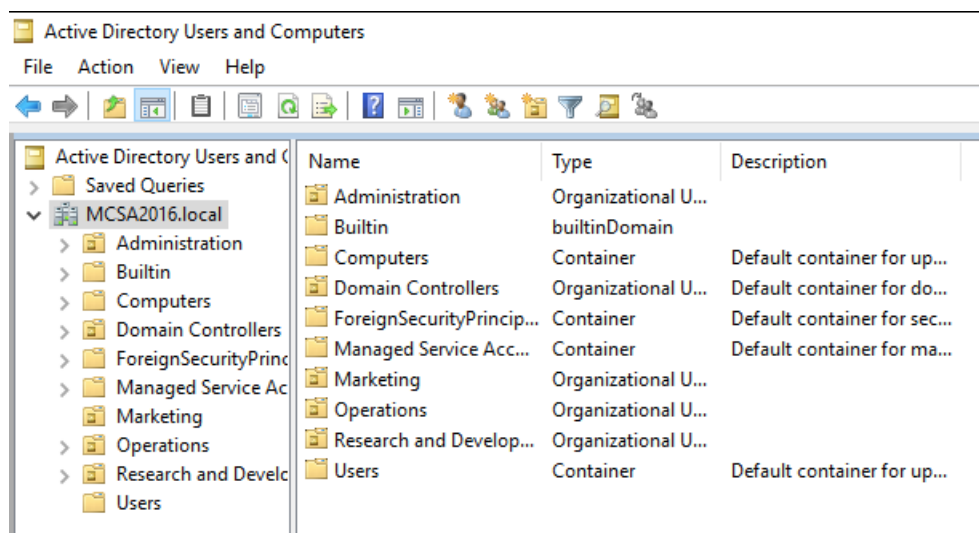 Active Directory Users and Computers
File Action View Help
Active Directory Users and (
Saved Queries
MCSA2016.local
Administration
Builtin
Computers
Domain Controllers
ForeignSecurityPrinc
Managed Service Ac
Marketing
Operations
Research and Develc
Users
Name Type Description
Administration Organizational U...
Builtin builtinDomain
Computers Container Default container for up...
Domain Controllers Organizational U... Default container for do...
ForeignSecurityPrincip... Container Default container for sec...
Managed Service Acc... Container Default container for ma...
Marketing Organizational U...
Operations Organizational U...
Research and Develop... Organizational U...
Users Container Default container for up...